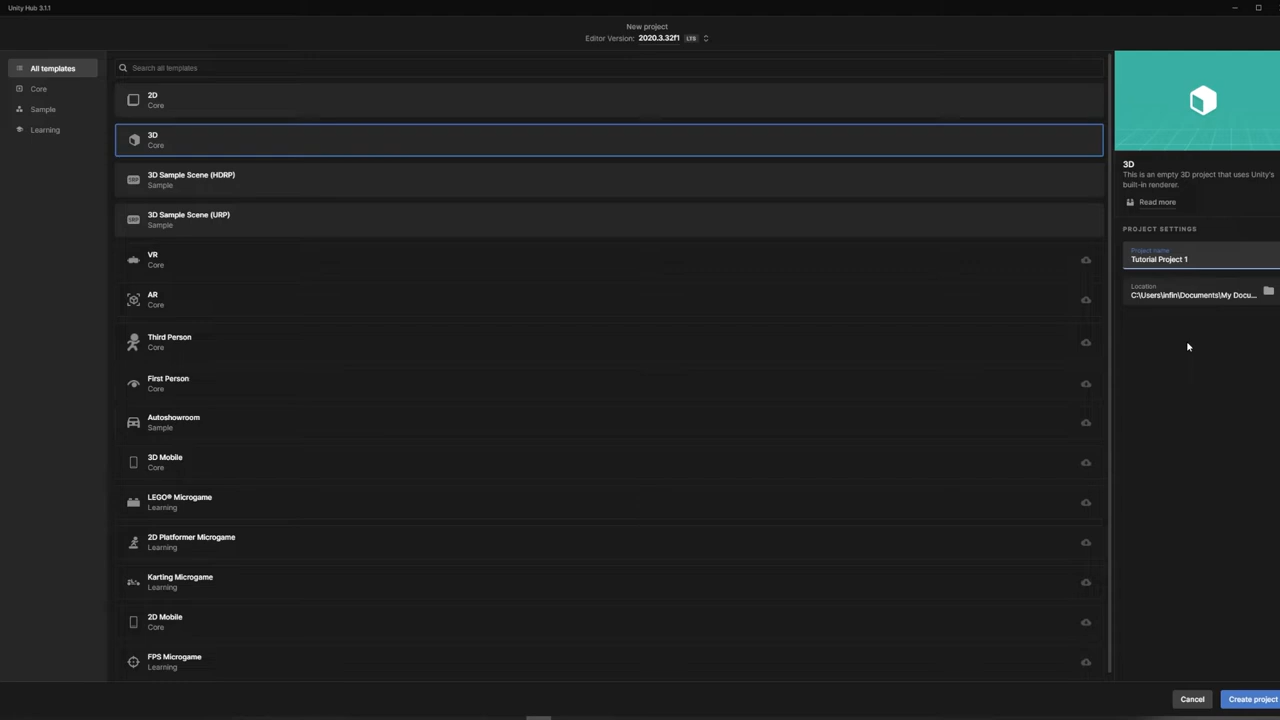 Unity Hub 3.1.1
New project
Editor Version: 2020.3.32f1 LTS
All templates
Core
Sample
Learning
Search all templates
2D
Core
3D
Core
3D Sample Scene (HDRP)
Sample
3D Sample Scene (URP)
Sample
VR
Core
AR
Core
Third Person
Core
First Person
Core
Autoshowroom
Sample
3D Mobile
Core
LEGO® Microgame
Learning
2D Platformer Microgame
Learning
Karting Microgame
Learning
2D Mobile
Core
FPS Microgame
Learning
3D
This is an empty 3D project that uses Unity's
built-in renderer.
Read more
PROJECT SETTINGS
Project name
Tutorial Project 1
Location
C:\Users\infin\Documents\My Docu...
Cancel
Create project